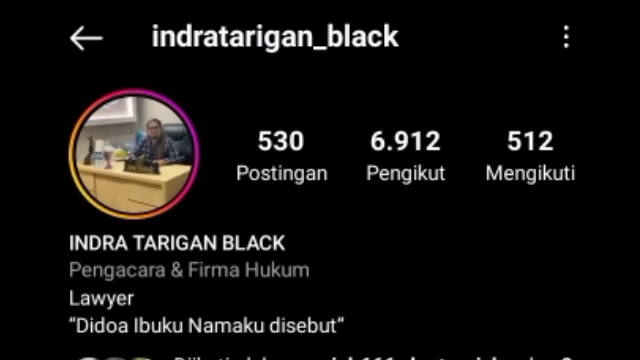 indratarigan_black
530 6.912 512
Postingan Pengikut Mengikuti
INDRA TARIGAN BLACK
Pengacara & Firma Hukum
Lawyer
“Didoa Ibuku Namaku disebut“